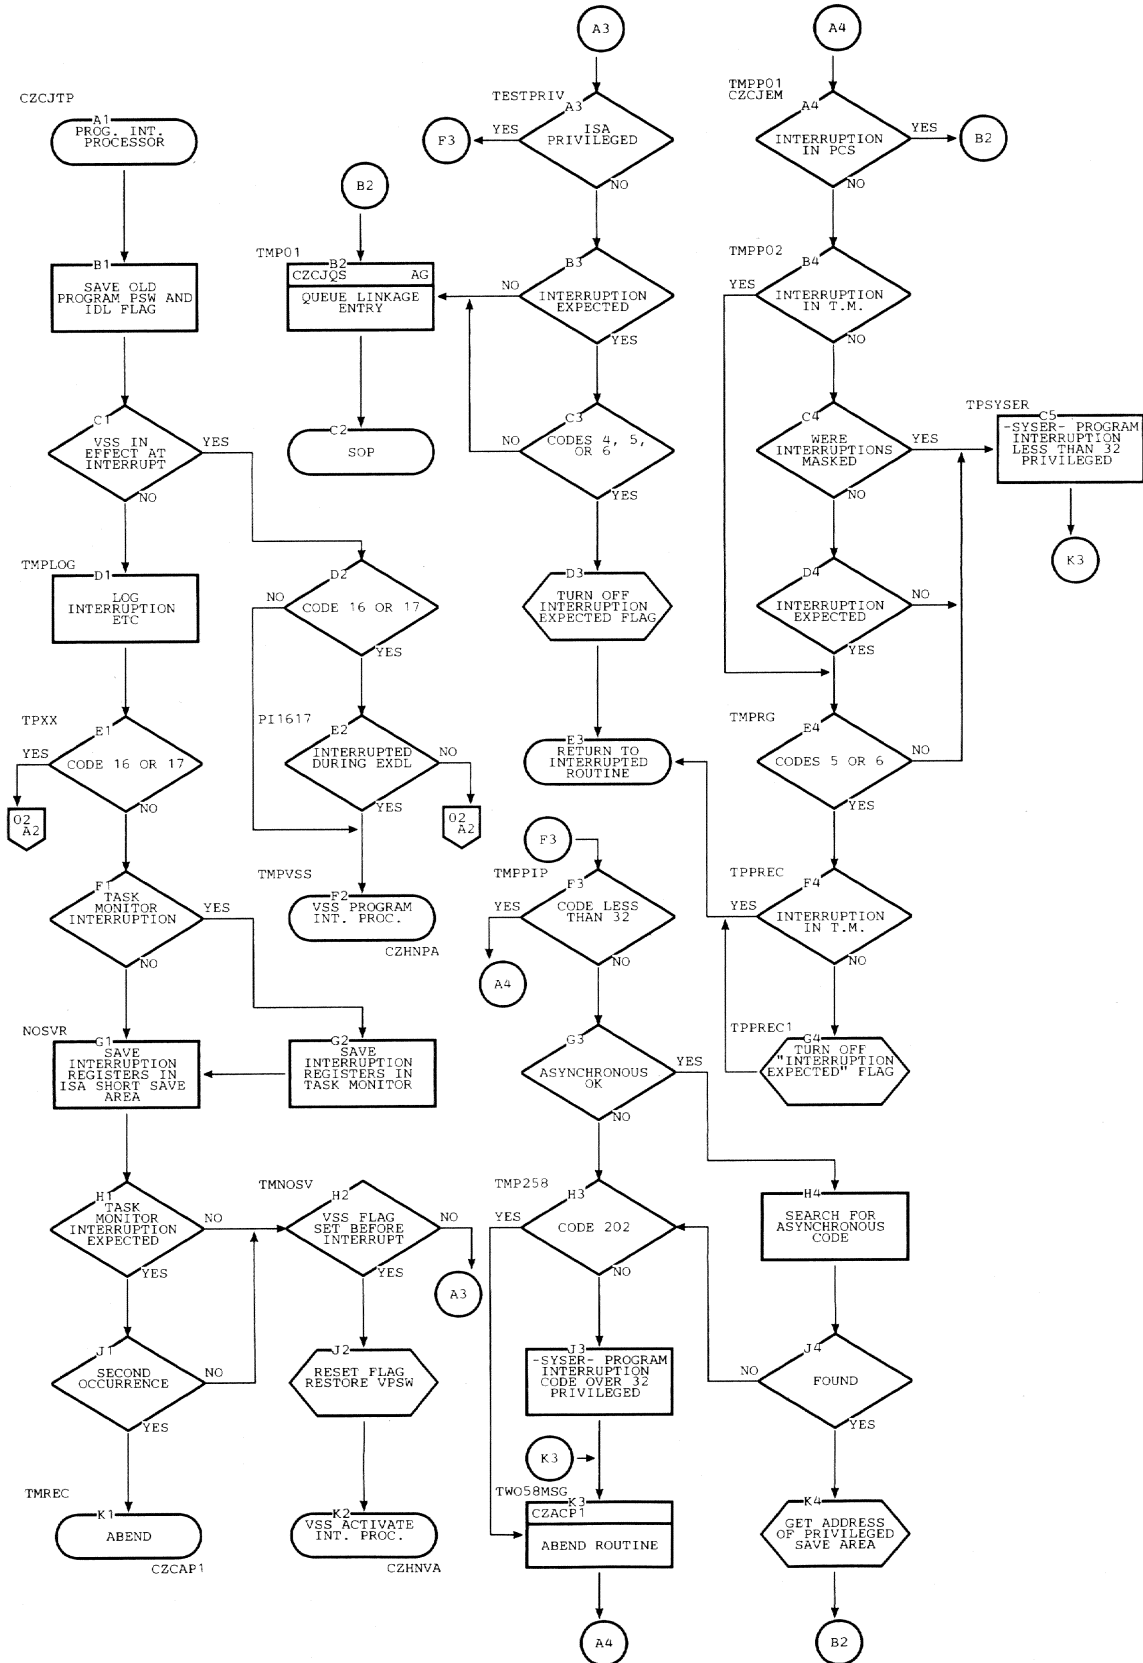 A3
A4
CZCJTP
A1
PROG. INT.
PROCESSOR
TESTPRIV
A3
ISA
PRIVILEGED
YES
F3
NO
TMPP01
CZCJEM
A4
INTERRUPTION
IN PCS
YES
B2
NO
B2
B1
SAVE OLD
PROGRAM PSW AND
IDL FLAG
TMP01
B2
CZCJQS AG
QUEUE LINKAGE
ENTRY
B3
INTERRUPTION
EXPECTED
NO
YES
TMPP02
B4
INTERRUPTION
IN T.M.
YES
NO
C1
VSS IN
EFFECT AT
INTERRUPT
YES
NO
C2
SOP
C3
CODES 4, 5,
OR 6
NO
YES
C4
WERE
INTERRUPTIONS
MASKED
YES
NO
TPSYSER
C5
-SYSER- PROGRAM
INTERRUPTION
LESS THAN 32
PRIVILEGED
K3
TMPLOG
D1
LOG
INTERRUPTION
ETC
D2
CODE 16 OR 17
NO
YES
D3
TURN OFF
INTERRUPTION
EXPECTED FLAG
D4
INTERRUPTION
EXPECTED
NO
YES
TPXX
E1
CODE 16 OR 17
YES
NO
02
A2
PI1617
E2
INTERRUPTED
DURING EXDL
NO
YES
02
A2
E3
RETURN TO
INTERRUPTED
ROUTINE
TMPRG
E4
CODES 5 OR 6
NO
YES
F1
TASK
MONITOR
INTERRUPTION
YES
NO
TMPVSS
F2
VSS PROGRAM
INT. PROC.
CZHNPA
F3
TMPPIP
F3
CODE LESS
THAN 32
YES
NO
A4
TPPREC
F4
INTERRUPTION
IN T.M.
YES
NO
NOSVR
G1
SAVE
INTERRUPTION
REGISTERS IN
ISA SHORT SAVE
AREA
G2
SAVE
INTERRUPTION
REGISTERS IN
TASK MONITOR
G3
ASYNCHRONOUS
OK
YES
NO
TPPREC1
G4
TURN OFF
"INTERRUPTION
EXPECTED" FLAG
H1
TASK
MONITOR
INTERRUPTION
EXPECTED
NO
YES
TMNOSV
H2
VSS FLAG
SET BEFORE
INTERRUPT
NO
YES
A3
TMP258
H3
CODE 202
YES
NO
H4
SEARCH FOR
ASYNCHRONOUS
CODE
J1
SECOND
OCCURRENCE
NO
YES
J2
RESET FLAG
RESTORE VPSW
J3
-SYSER- PROGRAM
INTERRUPTION
CODE OVER 32
PRIVILEGED
J4
FOUND
NO
YES
K3
TMREC
K1
ABEND
CZCAP1
K2
VSS ACTIVATE
INT. PROC.
CZHNVA
TWO58MSG
K3
CZACP1
ABEND ROUTINE
K4
GET ADDRESS
OF PRIVILEGED
SAVE AREA
A4
B2